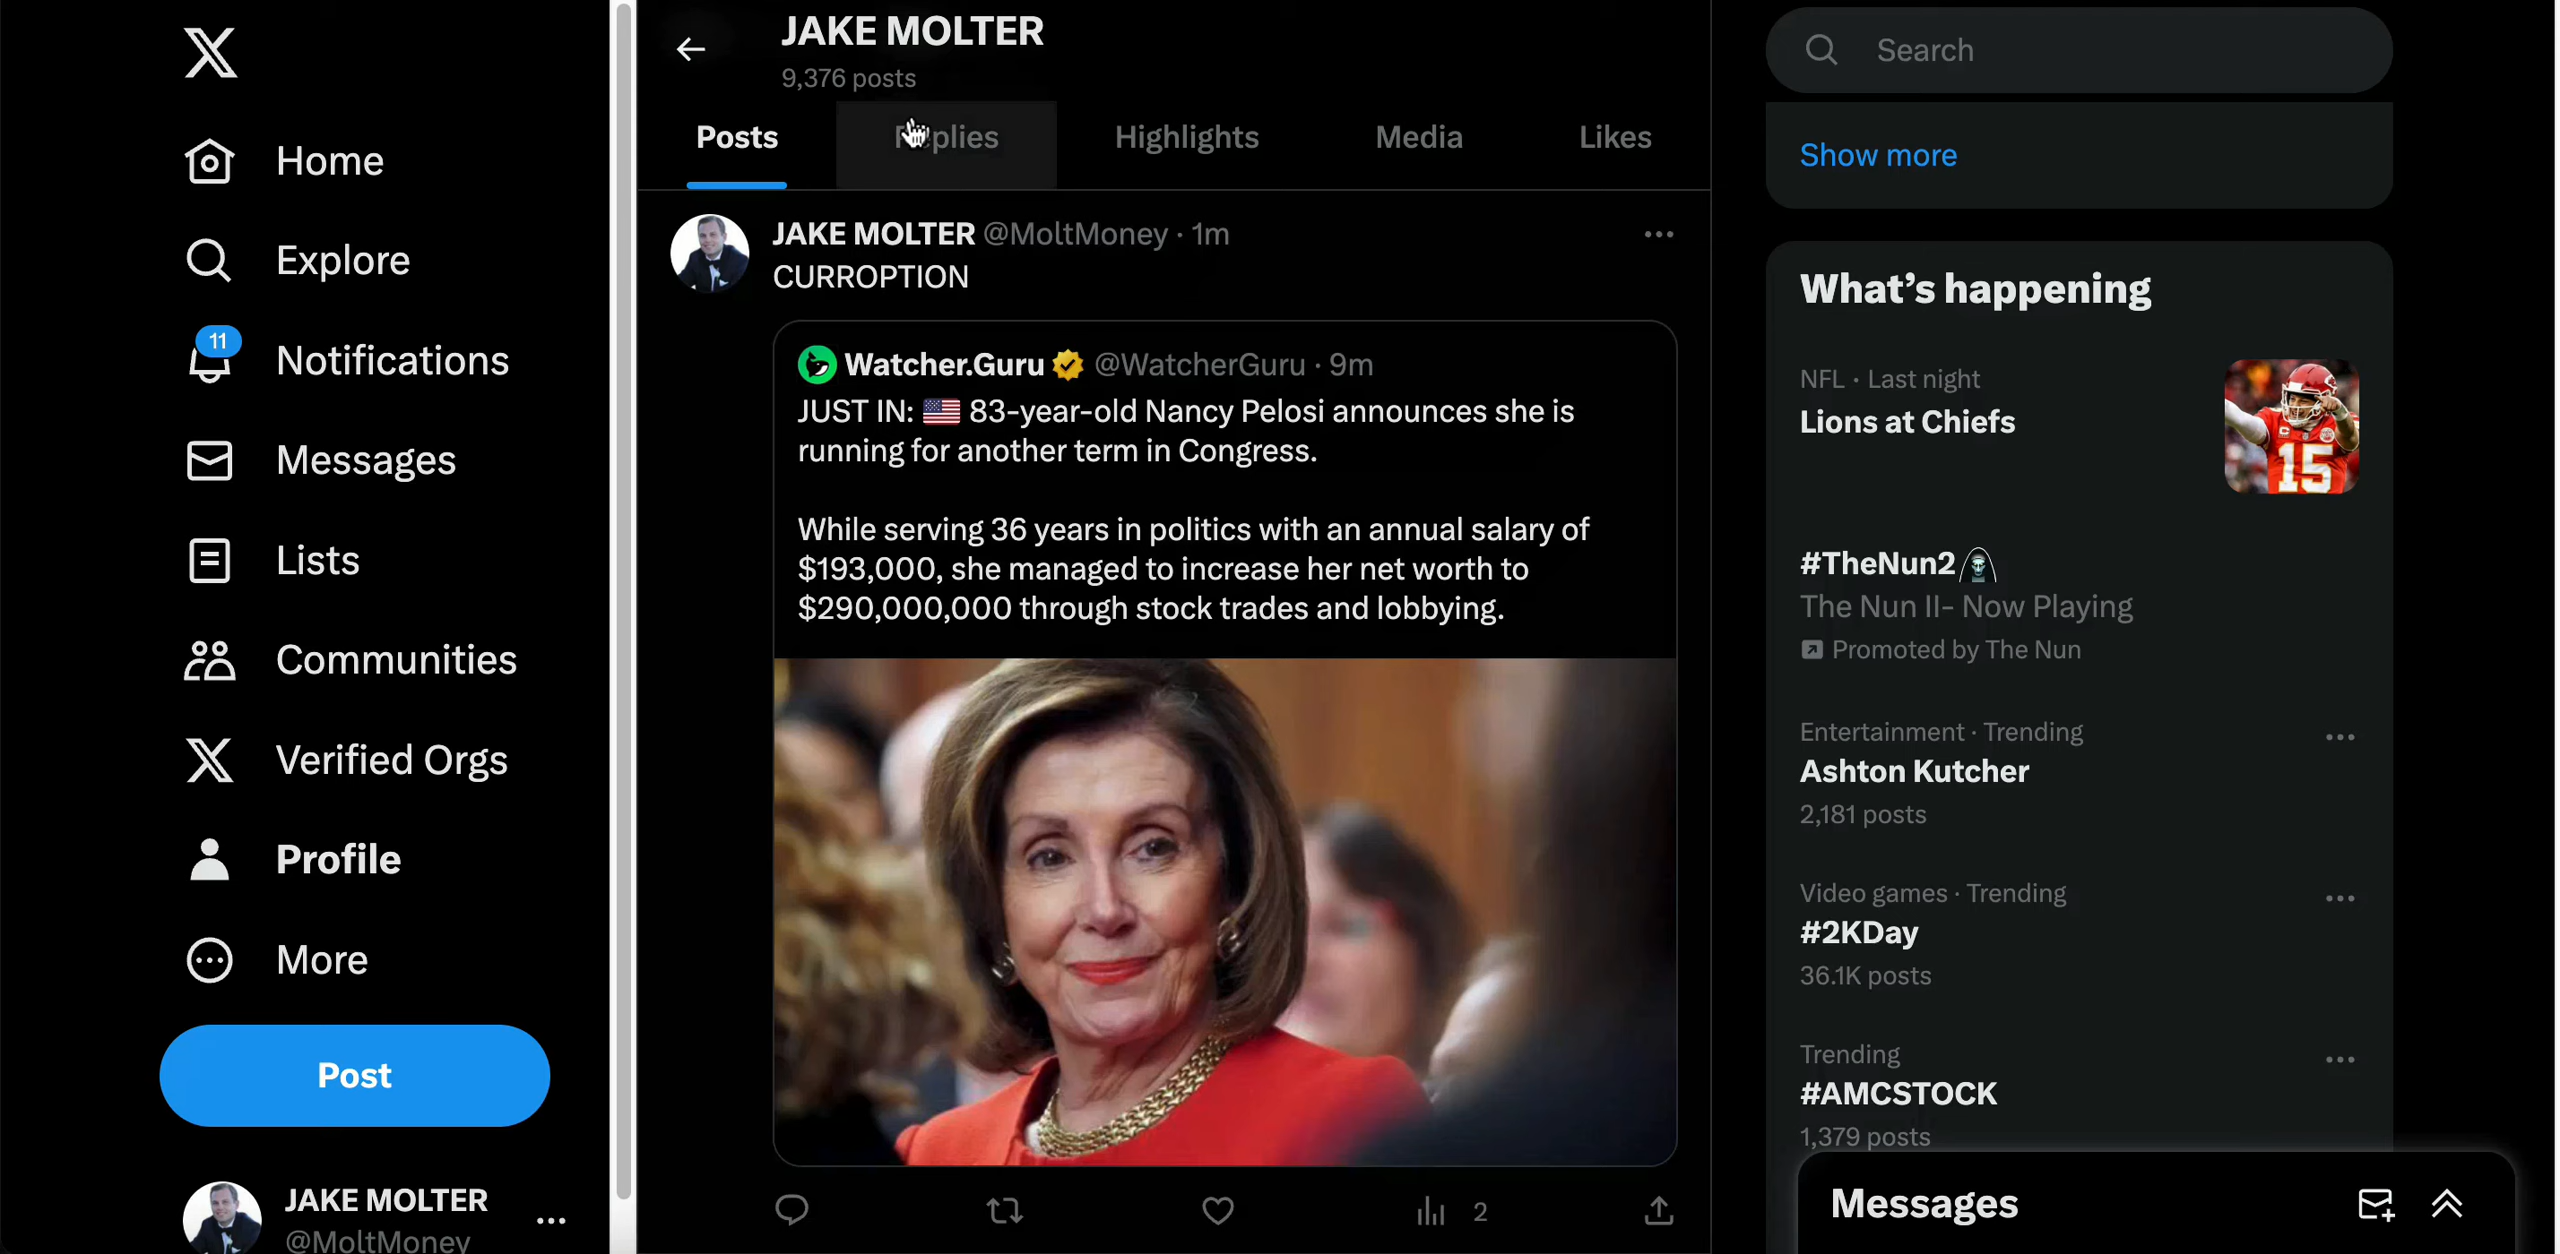 JAKE MOLTER
9,376 posts
Posts
Replies
Highlights
Media
Likes
Home
Explore
11
Notifications
Messages
Lists
Communities
Verified Orgs
Profile
More
Post
JAKE MOLTER
@MoltMoney
JAKE MOLTER @MoltMoney · 1m
CURROPTION
Watcher.Guru @WatcherGuru · 9m
JUST IN: 🇺🇸 83-year-old Nancy Pelosi announces she is
running for another term in Congress.
While serving 36 years in politics with an annual salary of
$193,000, she managed to increase her net worth to
$290,000,000 through stock trades and lobbying.
2
Search
Show more
What's happening
NFL · Last night
Lions at Chiefs
15
#TheNun2
The Nun II- Now Playing
Promoted by The Nun
Entertainment · Trending
Ashton Kutcher
2,181 posts
Video games · Trending
#2KDay
36.1K posts
Trending
#AMCSTOCK
1,379 posts
Messages